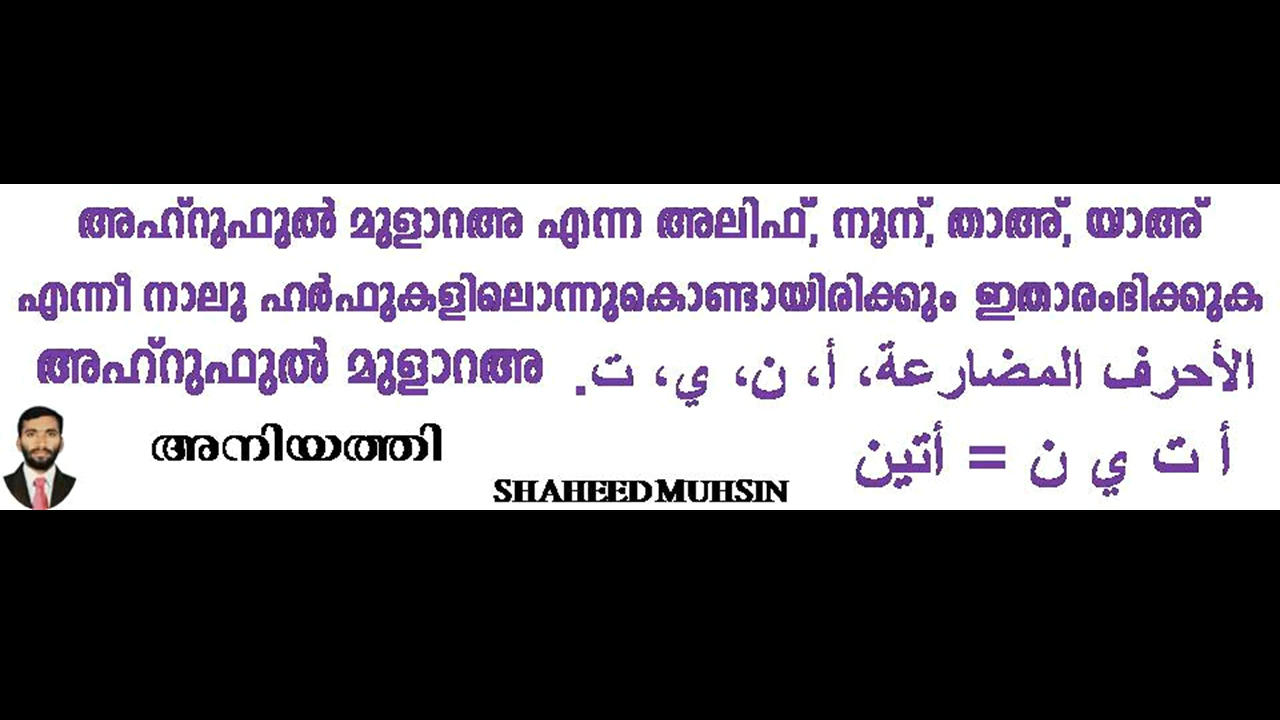 അഹ്റുഫുൽ മുളാറഅ എന്ന അലിഫ്, നൂന്, താഅ്, യാഅ്
എന്നീ നാലു ഹർഫുകളിലൊന്നുകൊണ്ടായിരിക്കും ഇതാരംഭിക്കുക
അഹ്റുഫുൽ മുളാറഅ الأحرف المضارعة، أ، ن، ي، ت.
അനിയത്തി أ ت ي ن = أتين
SHAHEED MUHSIN